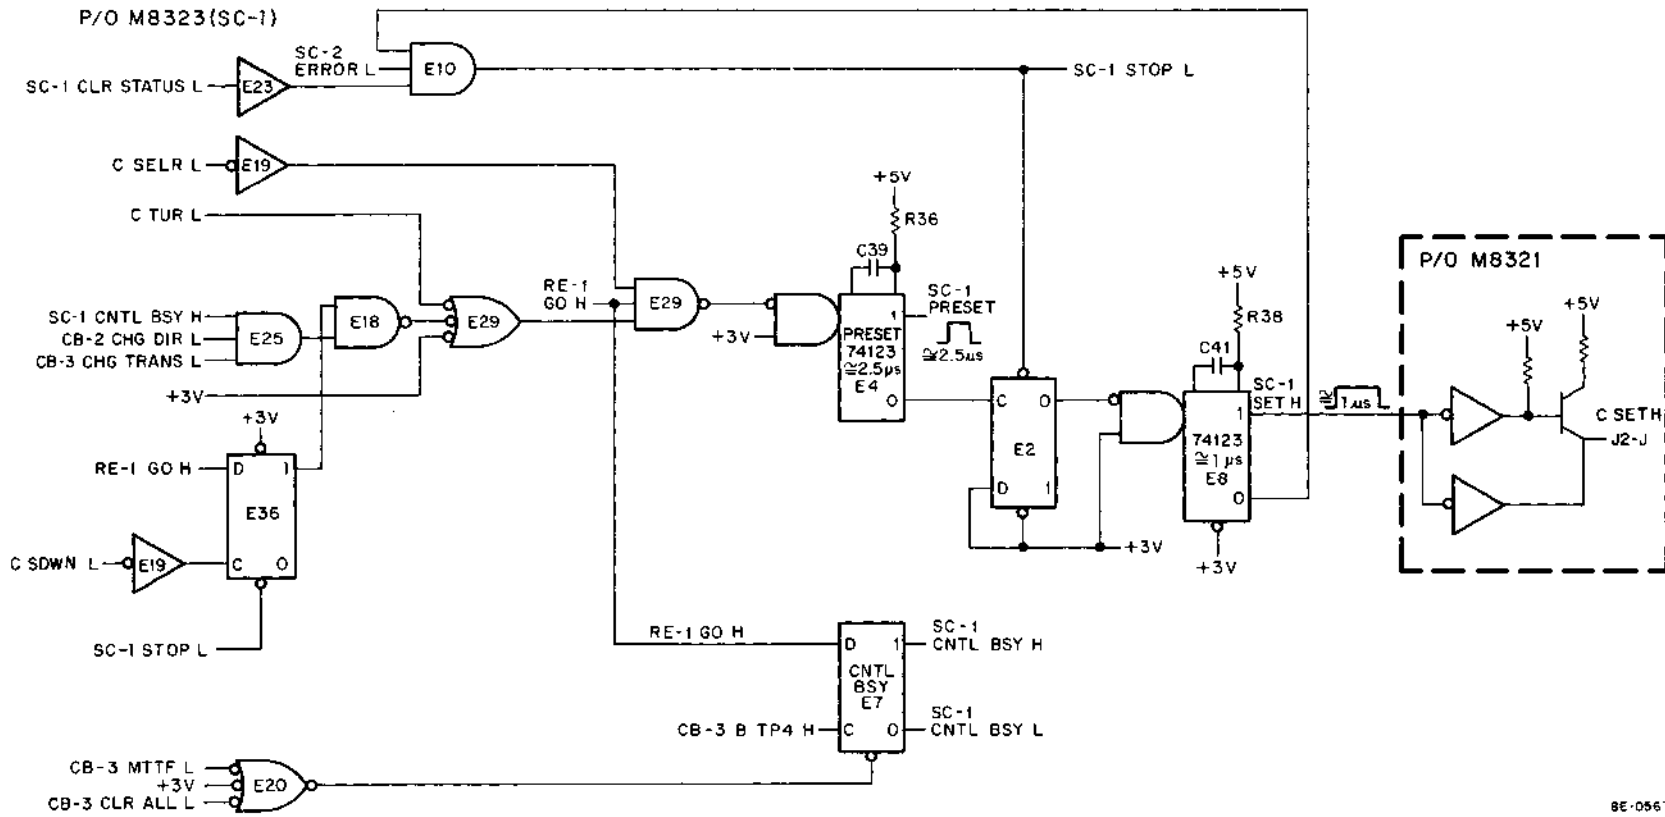 P/O M8323(SC-1)
SC-2
ERROR L
E10
SC-1 STOP L
SC-1 CLR STATUS L
E23
C SELR L
E19
C TUR L
+5V
R36
C39
RE-1
GO H
E29
SC-1
PRESET
≅2.5μs
1
PRESET
74123
≅2.5μs
E4
0
+3V
SC-1 CNTL BSY H
CB-2 CHG DIR L
CB-3 CHG TRANS L
E25
E18
E29
+3V
+3V
RE-1 GO H
D
1
E36
C
0
C SDWN L
E19
SC-1 STOP L
C
0
E2
D
1
+3V
+5V
R38
C41
SC-1
SET H
≅
1μs
1
74123
≅1μs
E8
0
+3V
P/O M8321
+5V
+5V
C SET H
J2-J
RE-1 GO H
D
1
CNTL
BSY
E7
C
0
SC-1
CNTL BSY H
SC-1
CNTL BSY L
CB-3 B TP4 H
CB-3 MTTF L
+3V
CB-3 CLR ALL L
E20